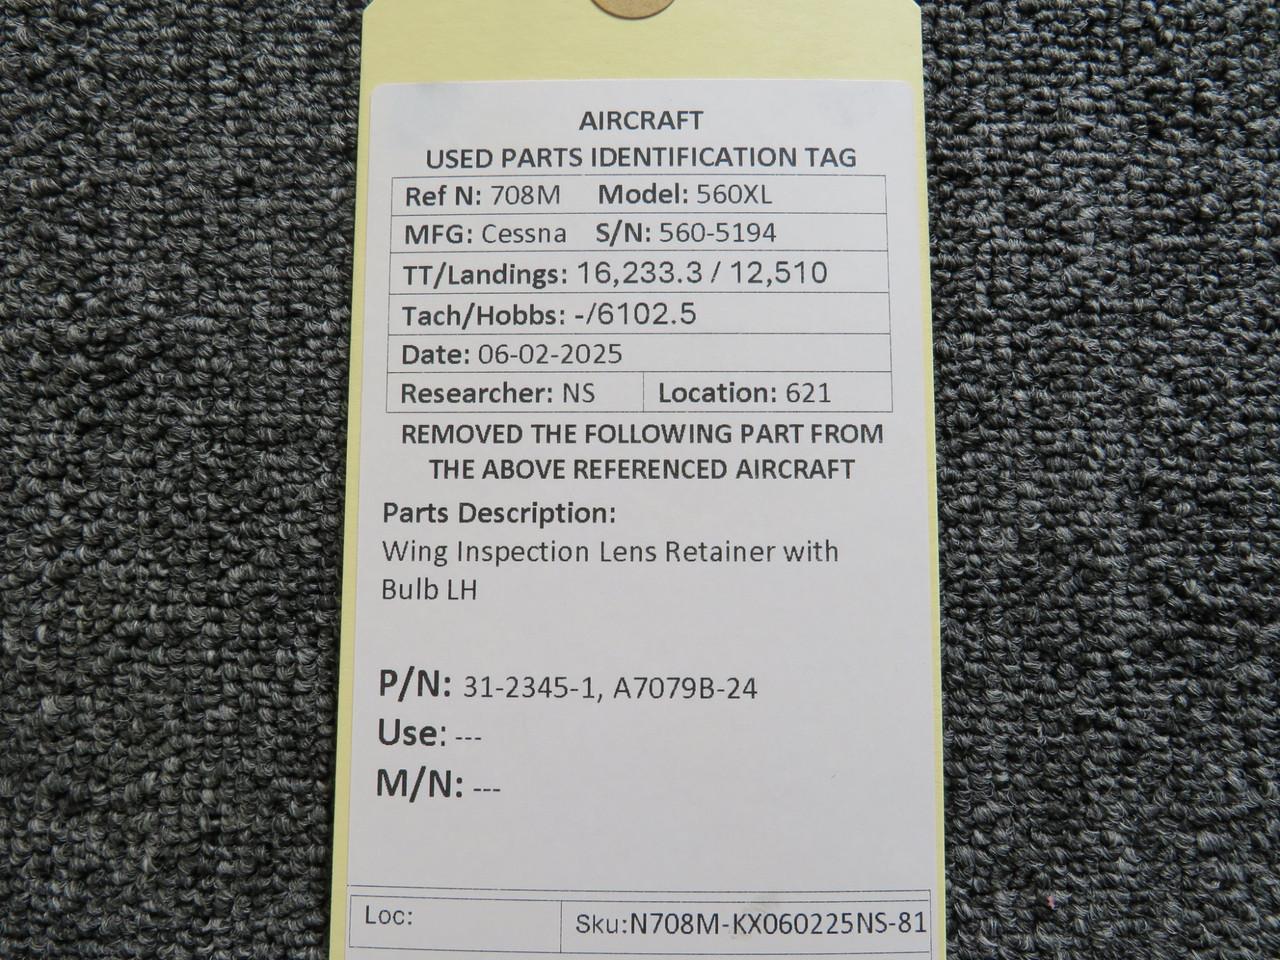 AIRCRAFT
USED PARTS IDENTIFICATION TAG
Ref N: 708M Model: 560XL
MFG: Cessna S/N: 560-5194
TT/Landings: 16,233.3 / 12,510
Tach/Hobbs: -/6102.5
Date: 06-02-2025
Researcher: NS Location: 621
REMOVED THE FOLLOWING PART FROM
THE ABOVE REFERENCED AIRCRAFT
Parts Description:
Wing Inspection Lens Retainer with
Bulb LH
P/N: 31-2345-1, A7079B-24
Use: ---
M/N: ---
Loc: Sku:N708M-KX060225NS-81